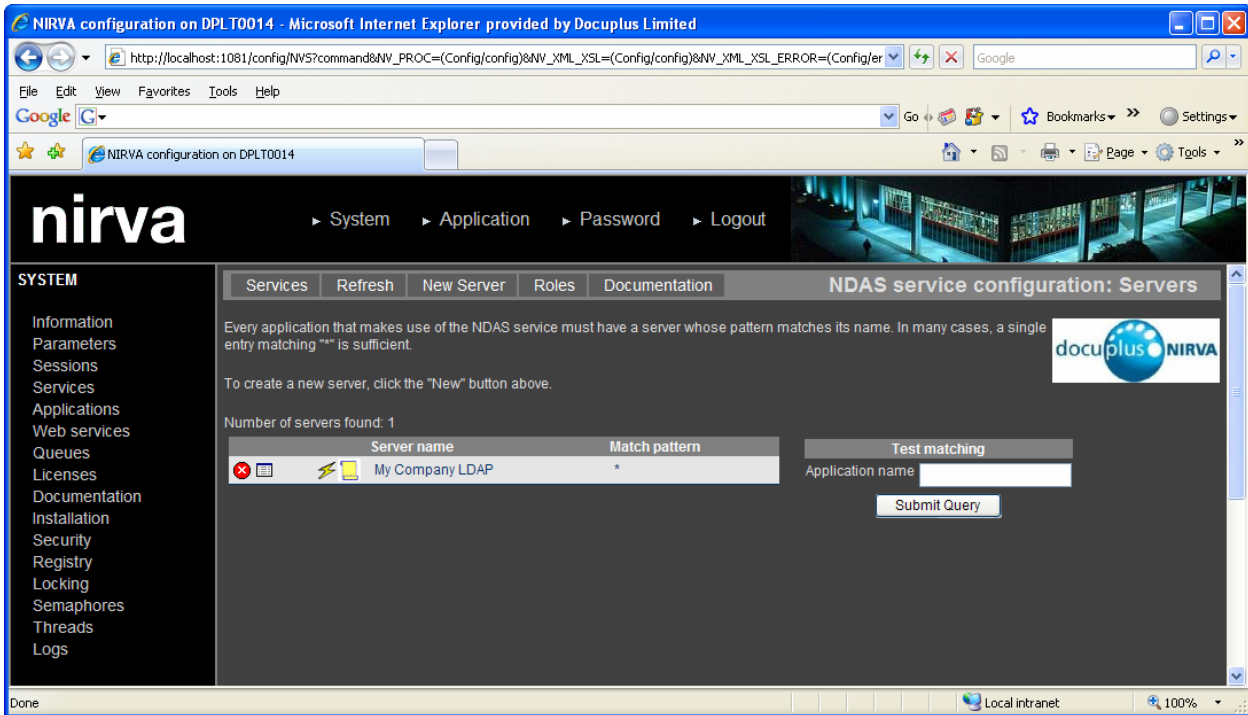 NIRVA configuration on DPLT0014 - Microsoft Internet Explorer provided by Docuplus Limited
http://localhost:1081/config/NVS?command&NV_PROC=(Config/config)&NV_XML_XSL=(Config/config)&NV_XML_XSL_ERROR=(Config/er
Google
File Edit View Favorites Tools Help
Google G Go Bookmarks Settings
NIRVA configuration on DPLT0014 Page Tools
nirva System Application Password Logout
SYSTEM
Services Refresh New Server Roles Documentation NDAS service configuration: Servers
Information
Parameters
Sessions
Services
Applications
Web services
Queues
Licenses
Documentation
Installation
Security
Registry
Locking
Semaphores
Threads
Logs
Every application that makes use of the NDAS service must have a server whose pattern matches its name. In many cases, a single
entry matching "*" is sufficient.
docuplus NIRVA
To create a new server, click the "New" button above.
Number of servers found: 1
Server name Match pattern
My Company LDAP *
Test matching
Application name
Submit Query
Done Local intranet 100%